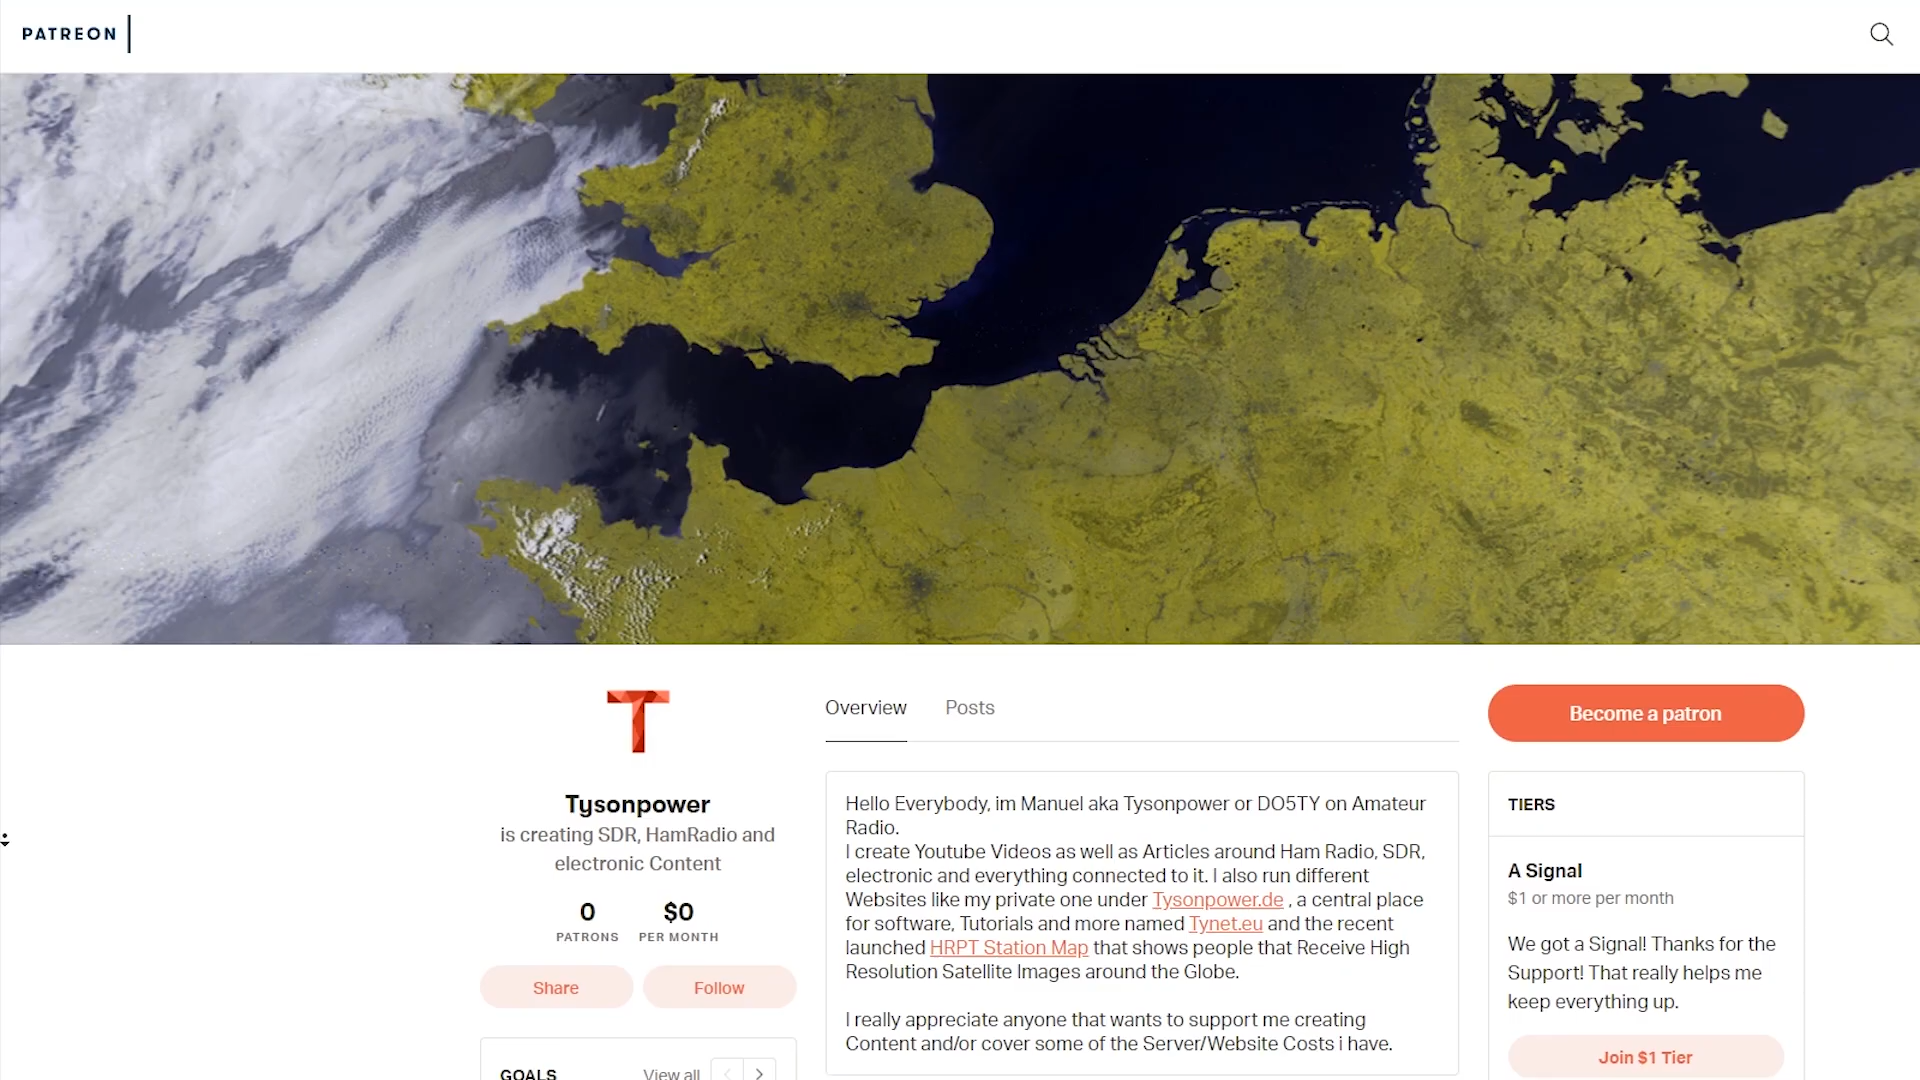 PATREON
T
Tysonpower
is creating SDR, HamRadio and
electronic Content
0
PATRONS
$0
PER MONTH
Share
Follow
GOALS
View all
Overview
Posts
Hello Everybody, im Manuel aka Tysonpower or DO5TY on Amateur
Radio.
I create Youtube Videos as well as Articles around Ham Radio, SDR,
electronic and everything connected to it. I also run different
Websites like my private one under Tysonpower.de , a central place
for software, Tutorials and more named Tynet.eu and the recent
launched HRPT Station Map that shows people that Receive High
Resolution Satellite Images around the Globe.
I really appreciate anyone that wants to support me creating
Content and/or cover some of the Server/Website Costs i have.
Become a patron
TIERS
A Signal
$1 or more per month
We got a Signal! Thanks for the
Support! That really helps me
keep everything up.
Join $1 Tier